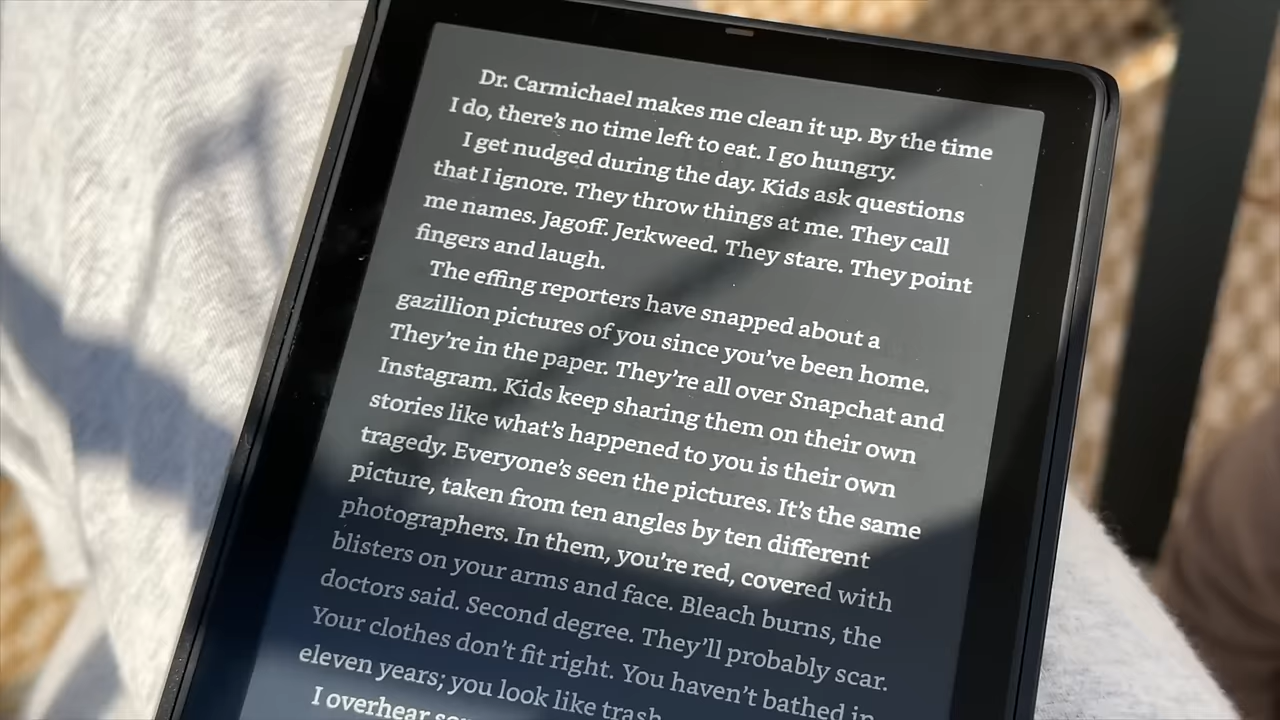 Dr. Carmichael makes me clean it up. By the time
I do, there's no time left to eat. I go hungry.
I get nudged during the day. Kids ask questions
that I ignore. They throw things at me. They call
me names. Jagoff. Jerkweed. They stare. They point
fingers and laugh.
The effing reporters have snapped about a
gazillion pictures of you since you've been home.
They're in the paper. They're all over Snapchat and
Instagram. Kids keep sharing them on their own
stories like what's happened to you is their own
tragedy. Everyone's seen the pictures. It's the same
picture, taken from ten angles by ten different
photographers. In them, you're red, covered with
blisters on your arms and face. Bleach burns, the
doctors said. Second degree. They'll probably scar.
Your clothes don't fit right. You haven't bathed in
eleven years; you look like trash
I overhear